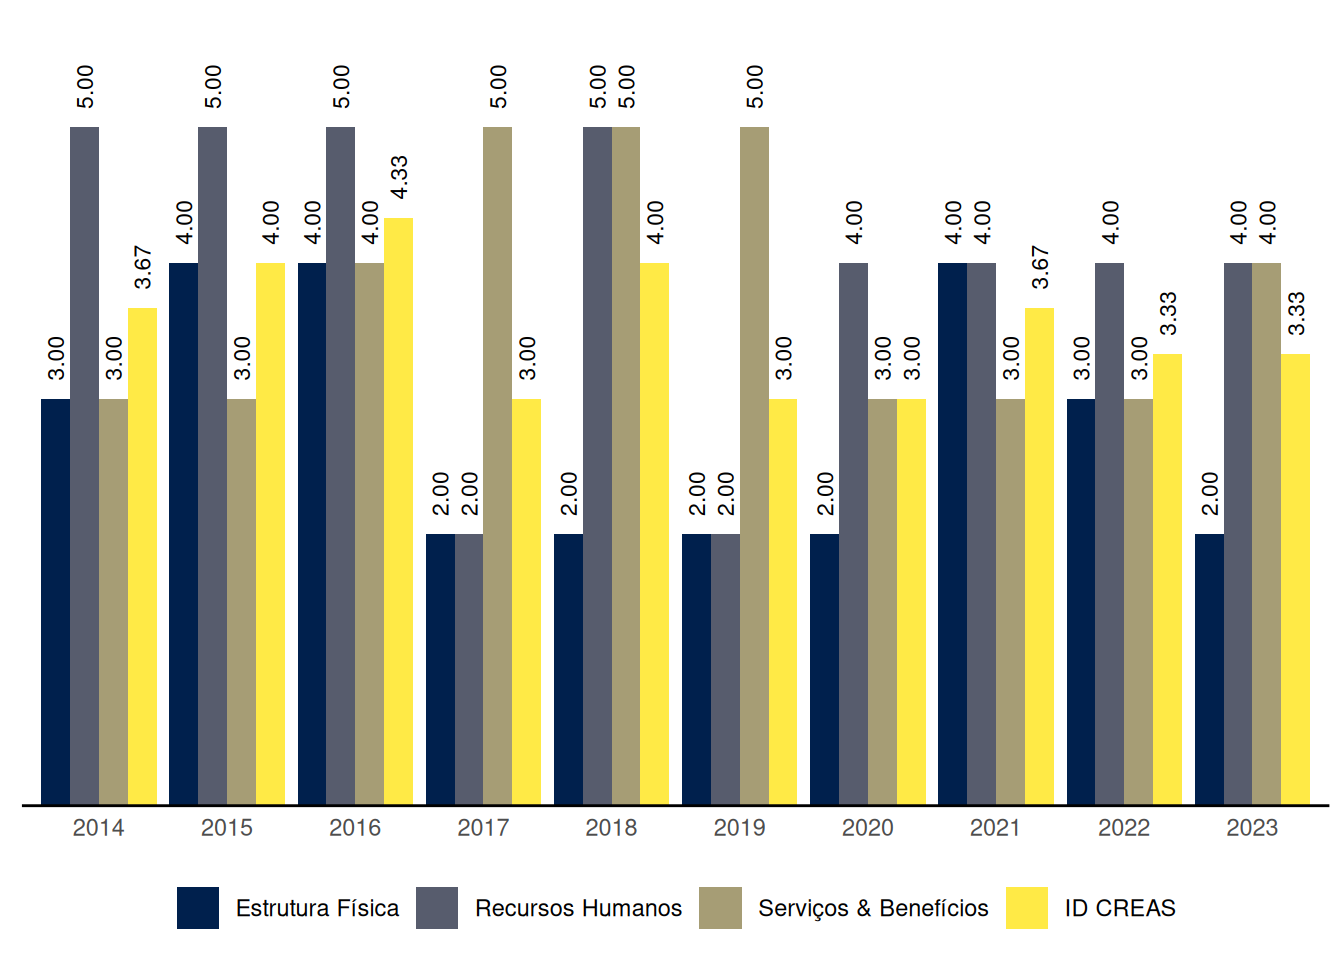 5.00 5.00 5.00 5.00 5.00 5.00 5.00
4.33
4.00 4.00 4.00 4.00 4.00 4.00 4.00 4.00 4.00 4.00 4.00
3.67 3.67
3.33 3.33
3.00 3.00 3.00 3.00 3.00 3.00 3.00 3.00 3.00 3.00
2.00 2.00 2.00 2.00 2.00 2.00 2.00
2014 2015 2016 2017 2018 2019 2020 2021 2022 2023
Estrutura Física Recursos Humanos Serviços & Benefícios ID CREAS